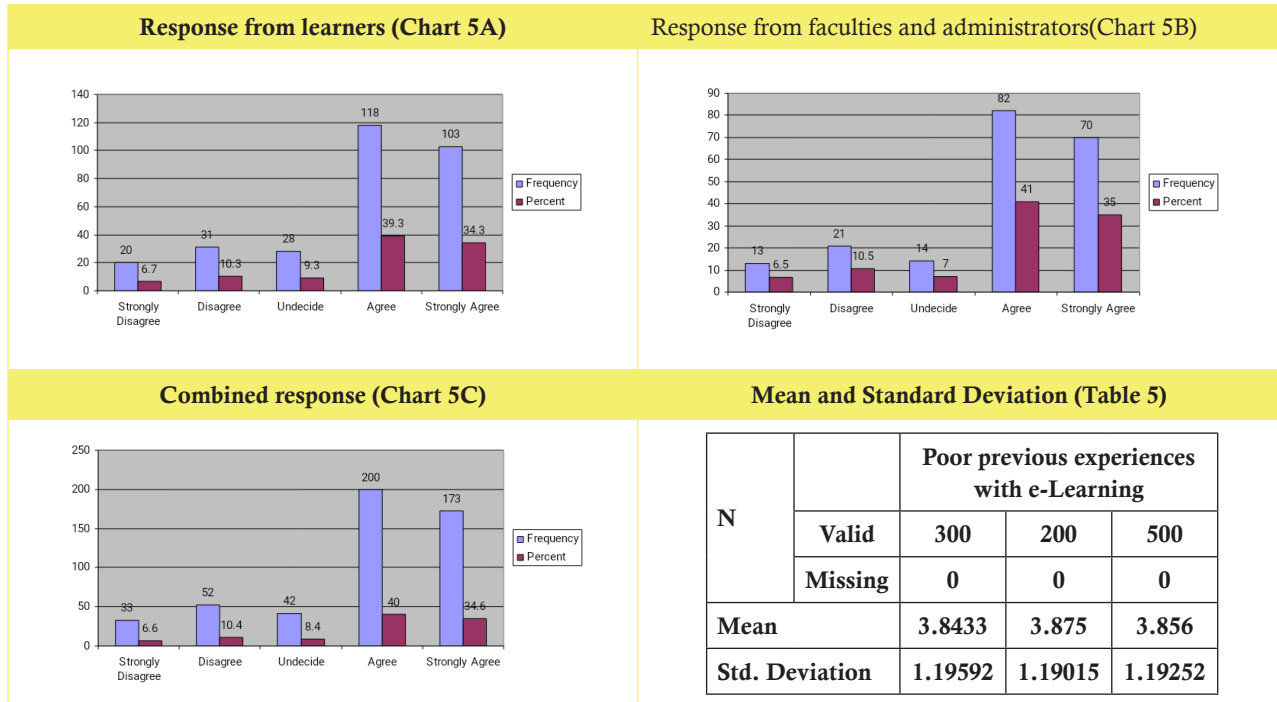 Response from learners (Chart 5A)
Response from faculties and administrators(Chart 5B)
140
120
100
80
60
40
20
0
118
103
39.3
34.3
31
28
20
6.7
10.3
9.3
Strongly Disagree
Disagree
Undecide
Agree
Strongly Agree
Frequency
Percent
90
80
70
60
50
40
30
20
10
0
82
70
41
35
21
13
14
6.5
10.5
7
Strongly Disagree
Disagree
Undecide
Agree
Strongly Agree
Frequency
Percent
Combined response (Chart 5C)
Mean and Standard Deviation (Table 5)
250
200
150
100
50
0
200
173
52
42
33
40
34.6
6.6
10.4
8.4
Strongly Disagree
Disagree
Undecide
Agree
Strongly Agree
Frequency
Percent
N
Poor previous experiences
with e-Learning
Valid 300 200 500
Missing 0 0 0
Mean 3.8433 3.875 3.856
Std. Deviation 1.19592 1.19015 1.19252